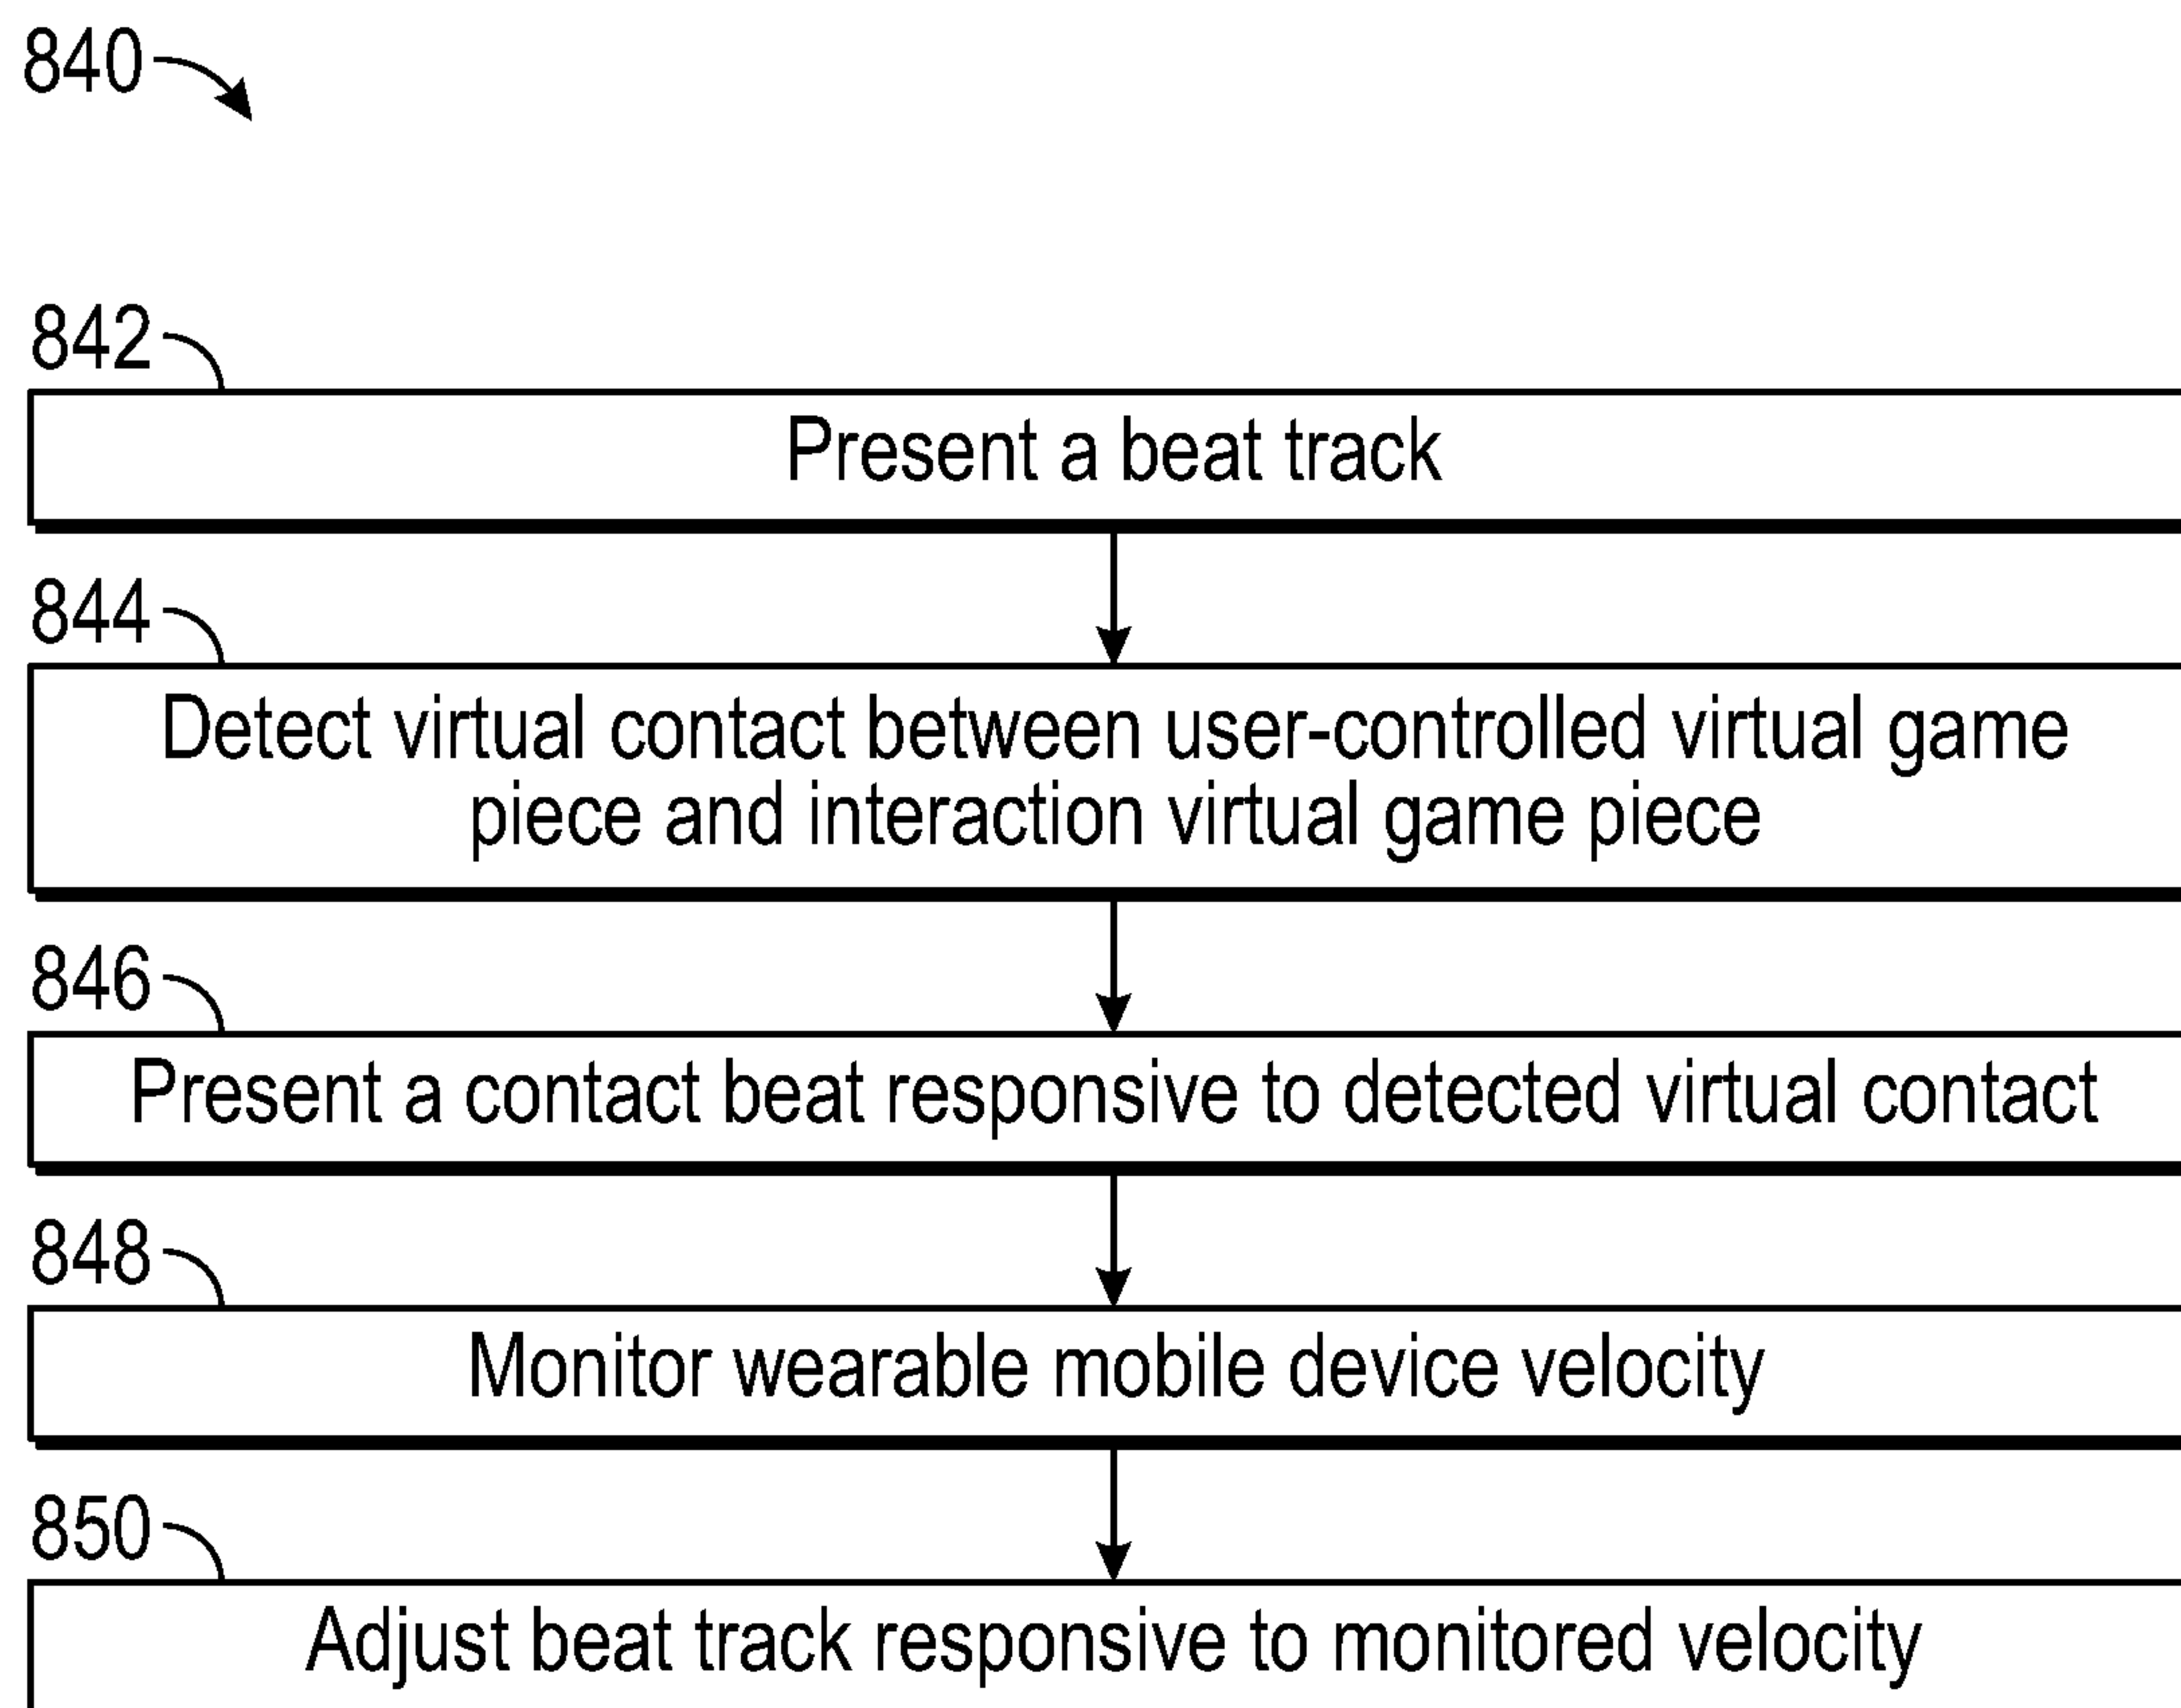 840
842
Present a beat track
844
Detect virtual contact between user-controlled virtual game
piece and interaction virtual game piece
846
Present a contact beat responsive to detected virtual contact
848
Monitor wearable mobile device velocity
850
Adjust beat track responsive to monitored velocity